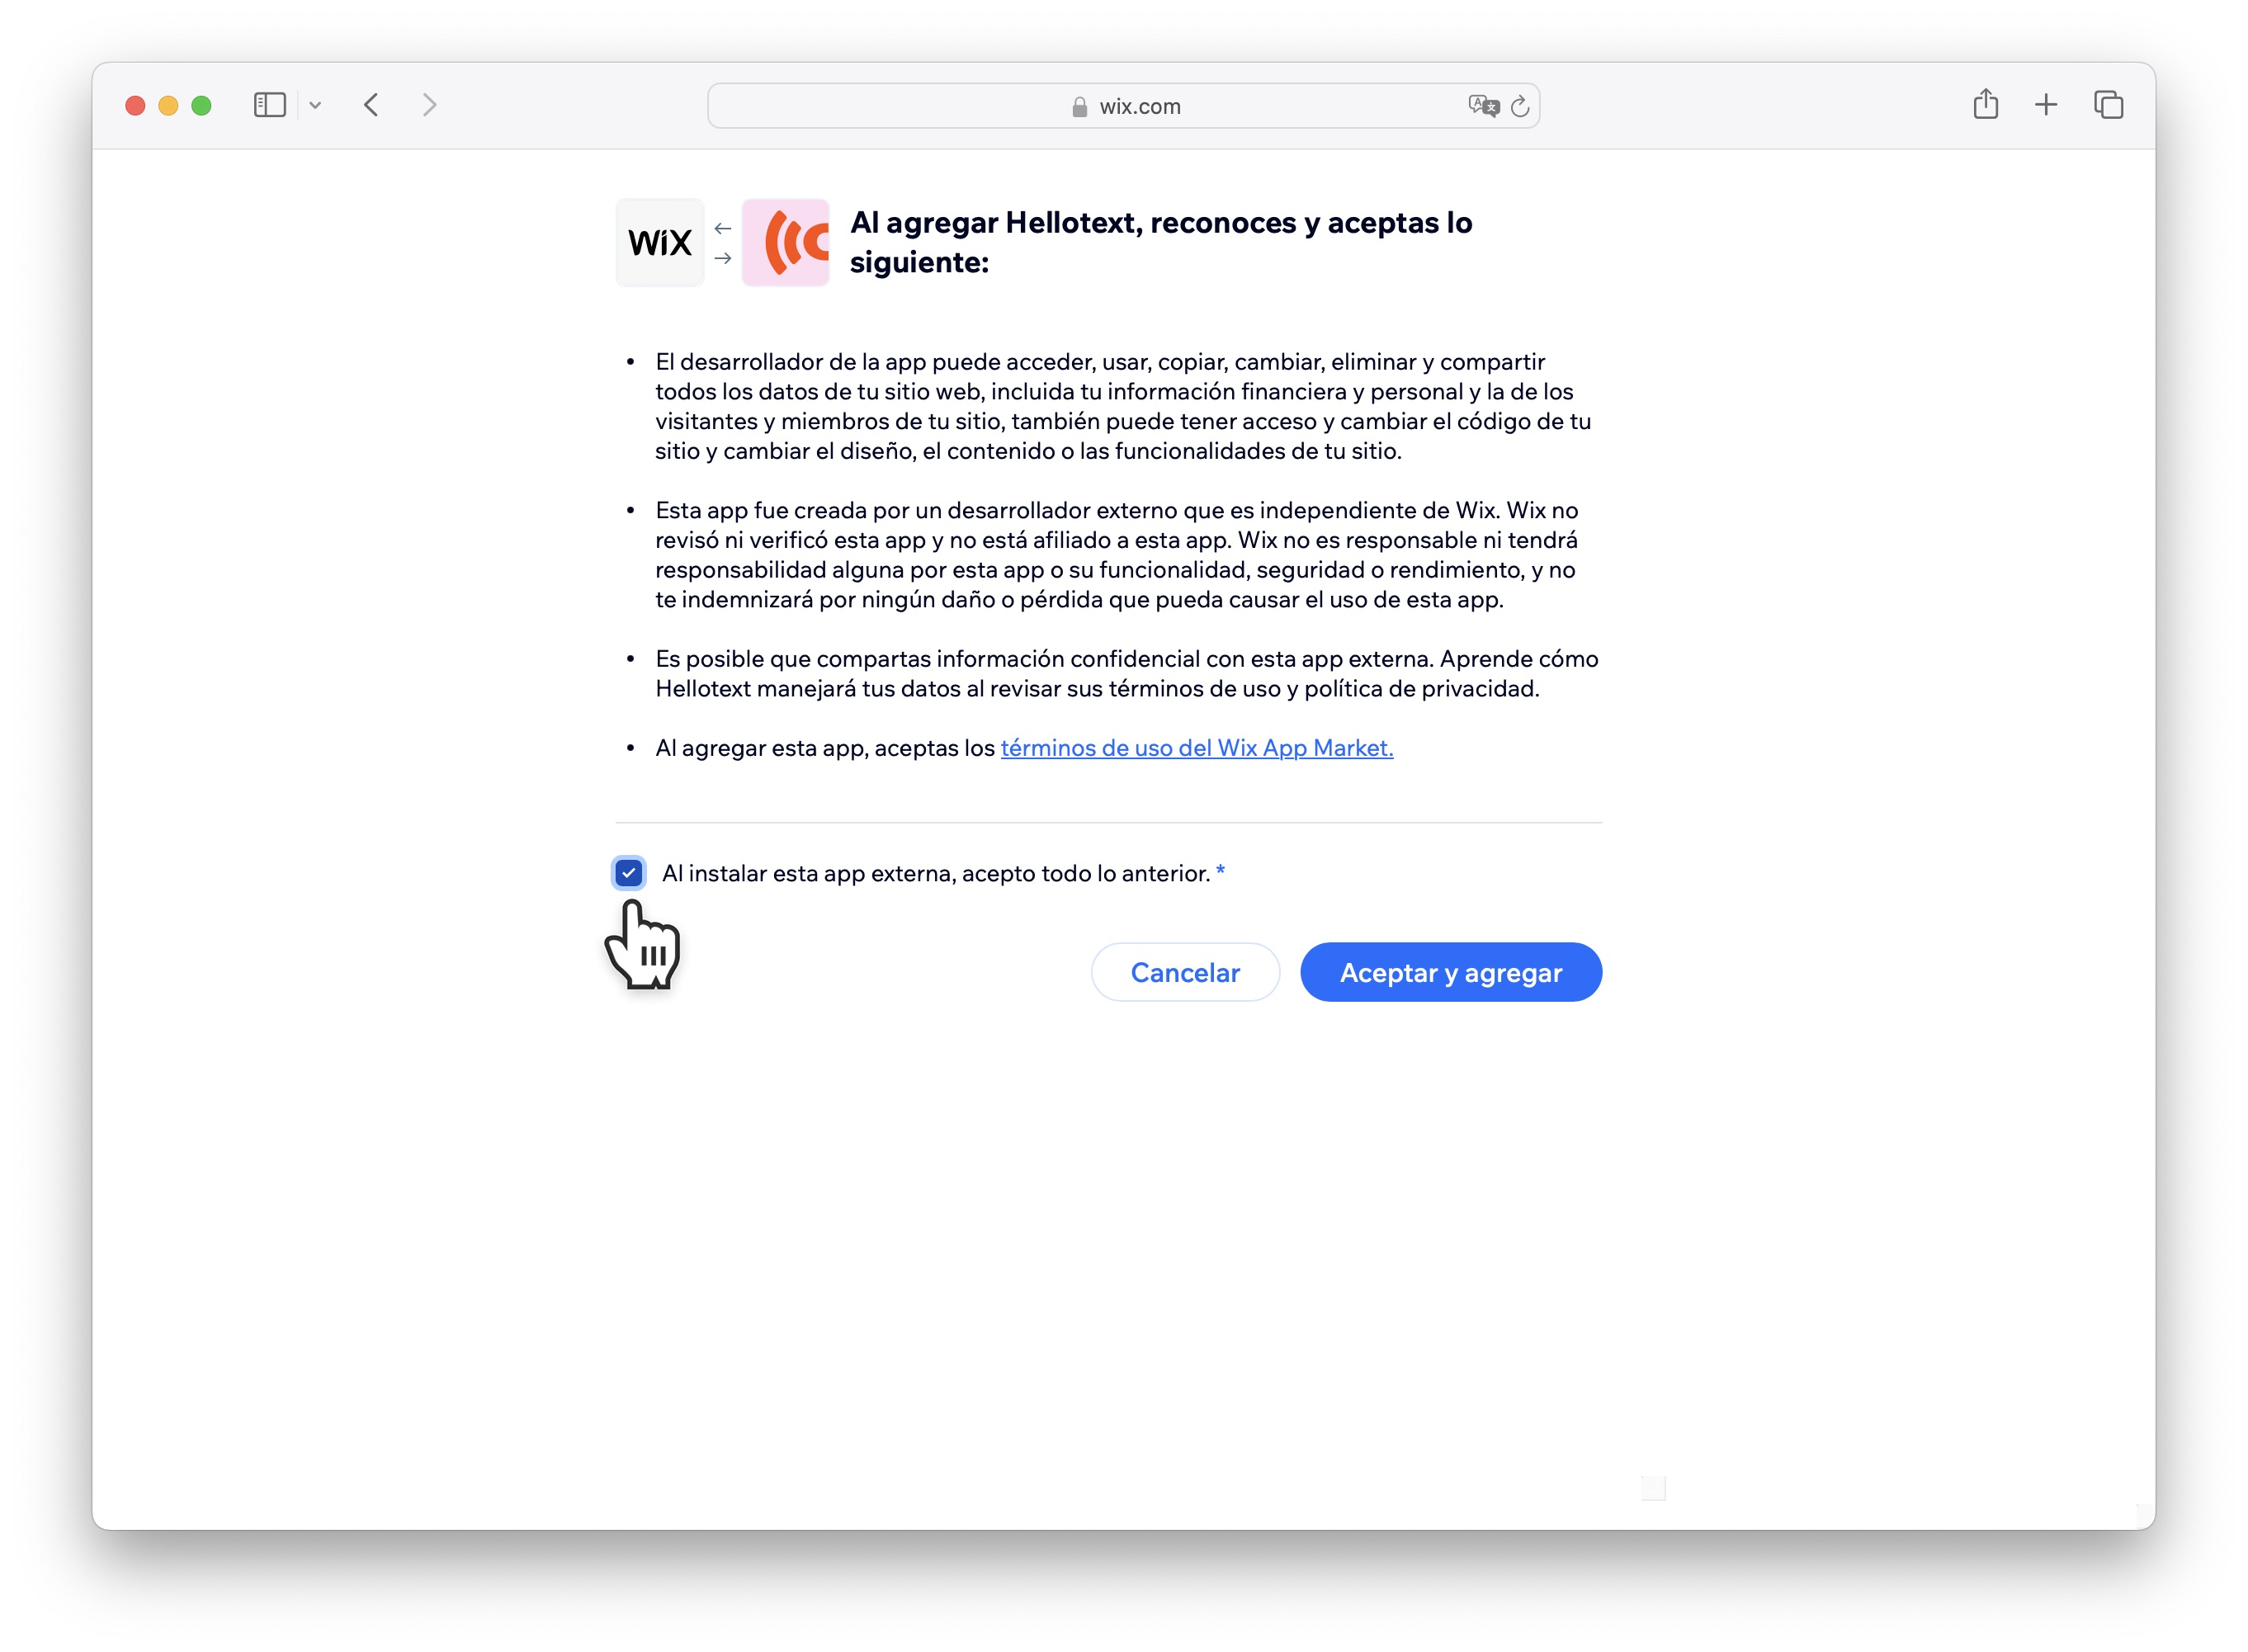 wix.com
WiX
Al agregar Hellotext, reconoces y aceptas lo
siguiente:
• El desarrollador de la app puede acceder, usar, copiar, cambiar, eliminar y compartir
todos los datos de tu sitio web, incluida tu información financiera y personal y la de los
visitantes y miembros de tu sitio, también puede tener acceso y cambiar el código de tu
sitio y cambiar el diseño, el contenido o las funcionalidades de tu sitio.
• Esta app fue creada por un desarrollador externo que es independiente de Wix. Wix no
revisó ni verificó esta app y no está afiliado a esta app. Wix no es responsable ni tendrá
responsabilidad alguna por esta app o su funcionalidad, seguridad o rendimiento, y no
te indemnizará por ningún daño o pérdida que pueda causar el uso de esta app.
• Es posible que compartas información confidencial con esta app externa. Aprende cómo
Hellotext manejará tus datos al revisar sus términos de uso y política de privacidad.
• Al agregar esta app, aceptas los términos de uso del Wix App Market.
Al instalar esta app externa, acepto todo lo anterior. *
Cancelar
Aceptar y agregar